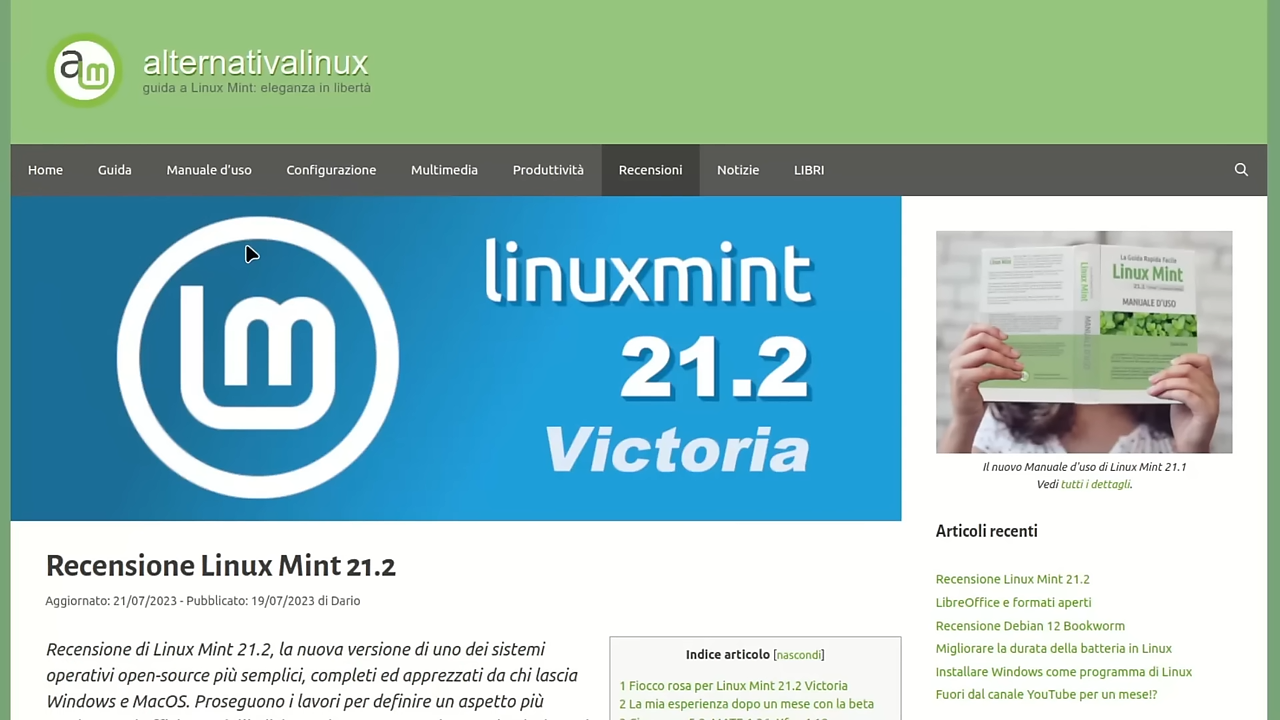 am
alternativalinux
guida a Linux Mint: eleganza in libertà
Home Guida Manuale d'uso Configurazione Multimedia Produttività Recensioni Notizie LIBRI
lm
linuxmint
21.2
Victoria
La Guida Rapida Facile
Linux Mint
MANUALE D'USO
Il nuovo Manuale d'uso di Linux Mint 21.1
Vedi tutti i dettagli.
Recensione Linux Mint 21.2
Aggiornato: 21/07/2023 - Pubblicato: 19/07/2023 di Dario
Recensione di Linux Mint 21.2, la nuova versione di uno dei sistemi
operativi open-source più semplici, completi ed apprezzati da chi lascia
Windows e MacOS. Proseguono i lavori per definire un aspetto più
Indice articolo [nascondi]
1 Fiocco rosa per Linux Mint 21.2 Victoria
2 La mia esperienza dopo un mese con la beta
Articoli recenti
Recensione Linux Mint 21.2
LibreOffice e formati aperti
Recensione Debian 12 Bookworm
Migliorare la durata della batteria in Linux
Installare Windows come programma di Linux
Fuori dal canale YouTube per un mese!?